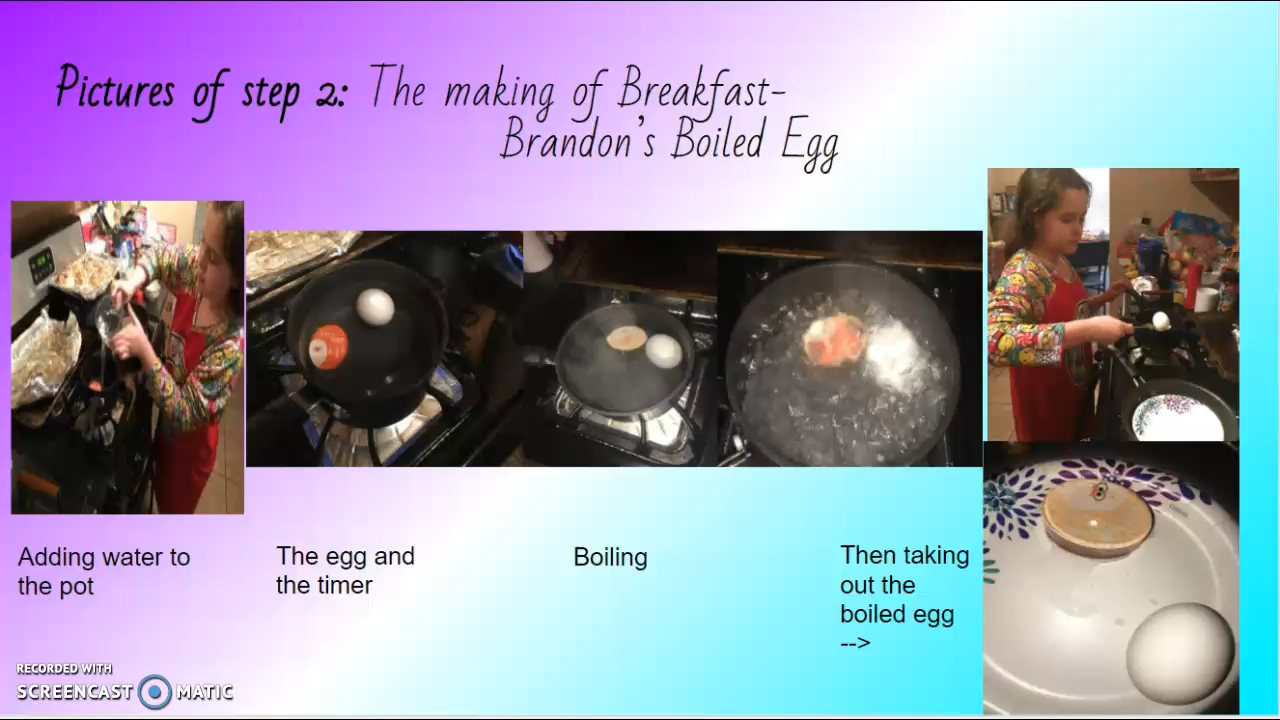 Pictures of step 2: The making of Breakfast-
Brandon's Boiled Egg
Adding water to
the pot
The egg and
the timer
Boiling
Then taking
out the
boiled egg
-->
RECORDED WITH
SCREENCAST MATIC